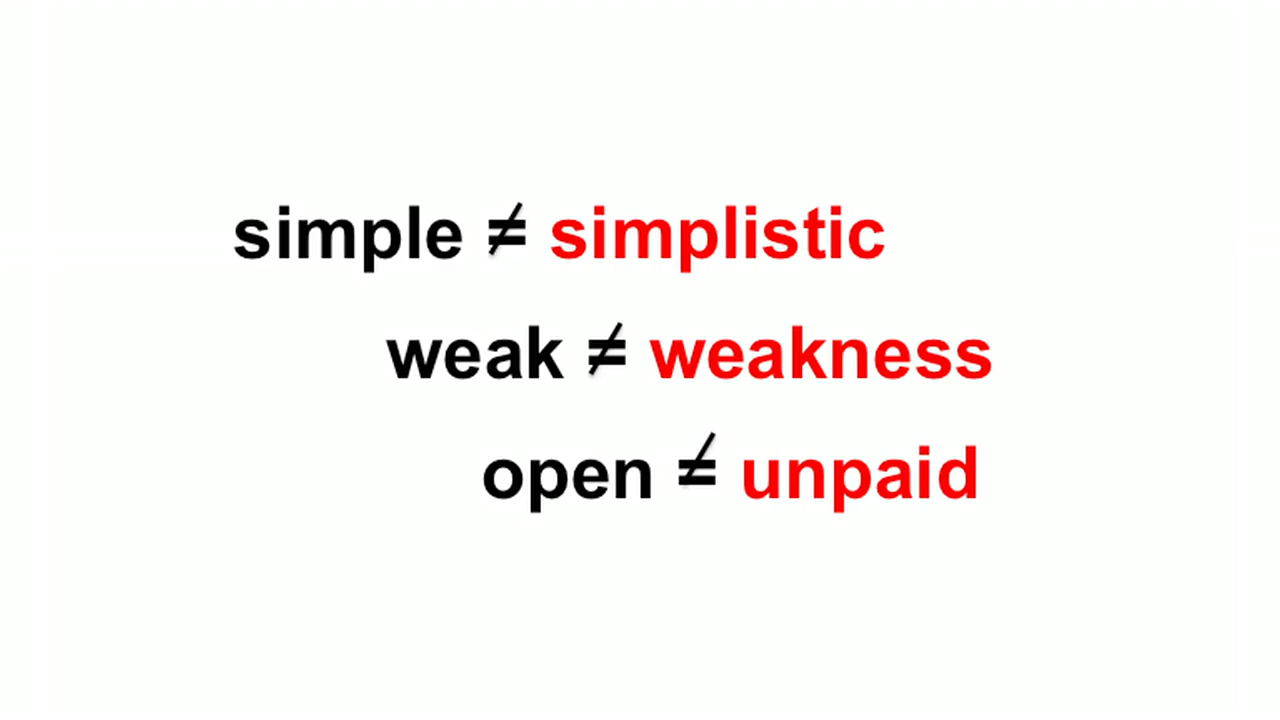 simple ≠ simplistic
weak ≠ weakness
open ≠ unpaid